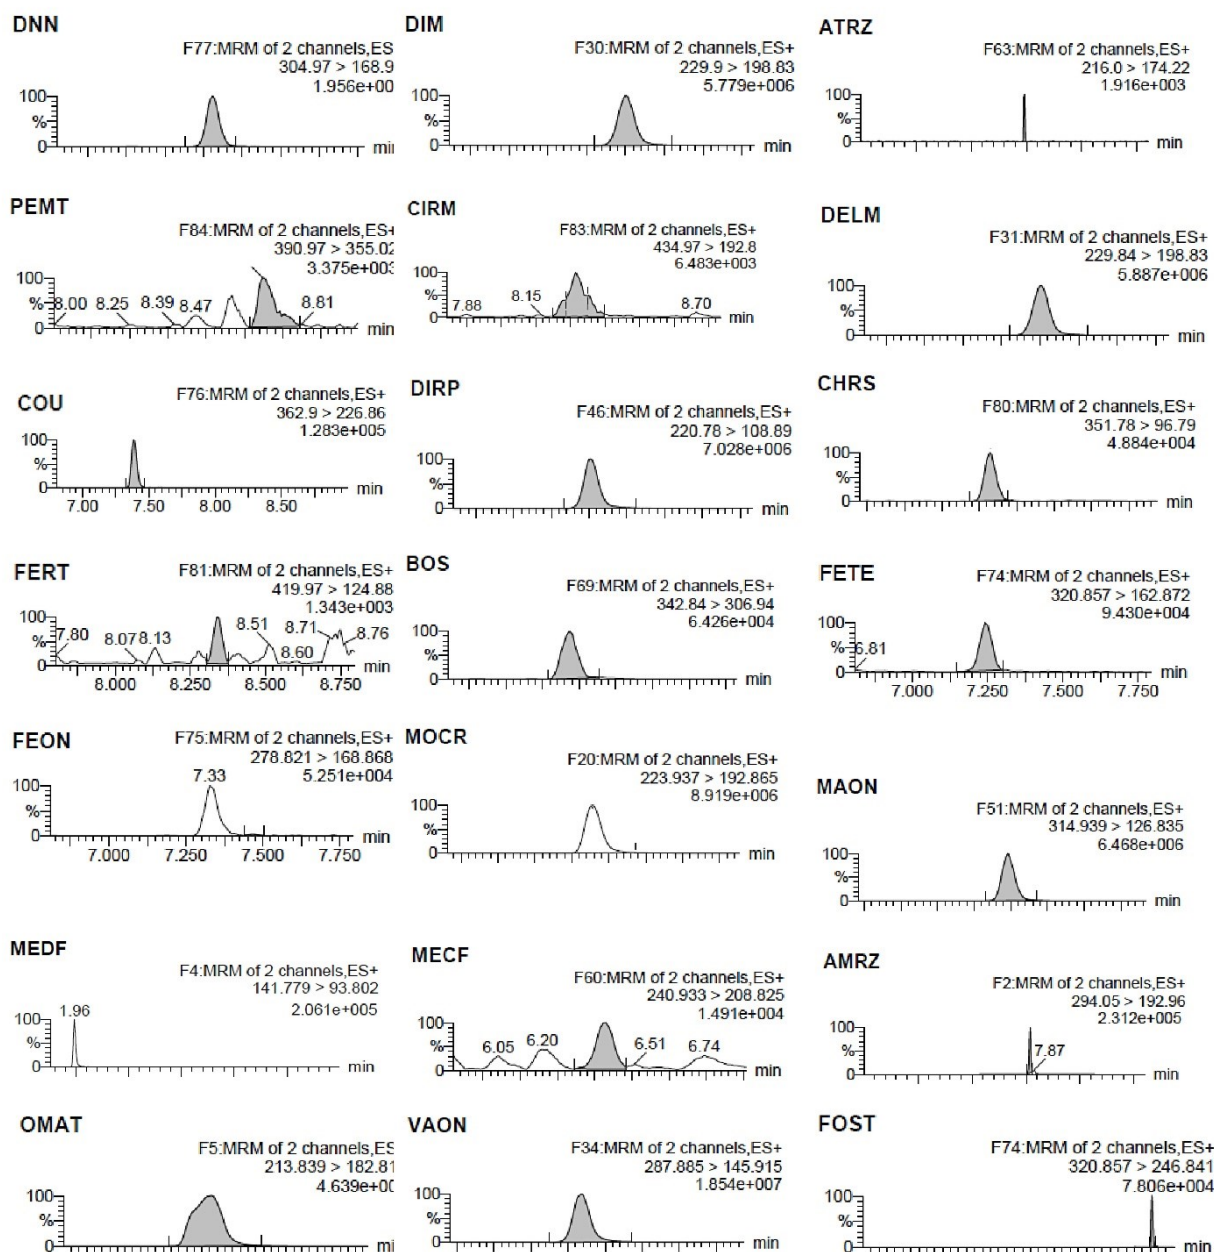 DNN
F77:MRM of 2 channels,ES
304.97 > 168.9
1.956e+00
100
%
0
min
DIM
F30:MRM of 2 channels,ES+
229.9 > 198.83
5.779e+006
100
%
0
min
ATRZ
F63:MRM of 2 channels,ES+
216.0 > 174.22
1.916e+003
100
%
0
min
PEMT
F84:MRM of 2 channels,ES+
390.97 > 355.02
3.375e+003
100
%
8.00 8.25 8.39 8.47 8.81
0
min
CIRM
F83:MRM of 2 channels,ES+
434.97 > 192.8
6.483e+003
100
%
7.88 8.15 8.70
0
min
DELM
F31:MRM of 2 channels,ES+
229.84 > 198.83
5.887e+006
100
%
0
min
COU
F76:MRM of 2 channels,ES+
362.9 > 226.86
1.283e+005
100
%
0
min
7.00 7.50 8.00 8.50
DIRP
F46:MRM of 2 channels,ES+
220.78 > 108.89
7.028e+006
100
%
0
min
CHRS
F80:MRM of 2 channels,ES+
351.78 > 96.79
4.884e+004
100
%
0
min
FERT
F81:MRM of 2 channels,ES+
419.97 > 124.88
1.343e+003
100
%
7.80 8.07 8.13 8.51 8.60 8.71 8.76
0
min
8.000 8.250 8.500 8.750
BOS
F69:MRM of 2 channels,ES+
342.84 > 306.94
6.426e+004
100
%
0
min
FETE
F74:MRM of 2 channels,ES+
320.857 > 162.872
9.430e+004
100
%
6.81
0
min
7.000 7.250 7.500 7.750
FEON
F75:MRM of 2 channels,ES+
278.821 > 168.868
5.251e+004
7.33
100
%
0
min
7.000 7.250 7.500 7.750
MOCR
F20:MRM of 2 channels,ES+
223.937 > 192.865
8.919e+006
100
%
0
min
MAON
F51:MRM of 2 channels,ES+
314.939 > 126.835
6.468e+006
100
%
0
min
MEDF
F4:MRM of 2 channels,ES+
141.779 > 93.802
2.061e+005
1.96
100
%
0
min
MECF
F60:MRM of 2 channels,ES+
240.933 > 208.825
1.491e+004
100
%
6.05 6.20 6.51 6.74
0
min
AMRZ
F2:MRM of 2 channels,ES+
294.05 > 192.96
2.312e+005
100
%
7.87
0
min
OMAT
F5:MRM of 2 channels,ES
213.839 > 182.81
4.639e+00
100
%
0
mi
VAON
F34:MRM of 2 channels,ES+
287.885 > 145.915
1.854e+007
100
%
0
min
FOST
F74:MRM of 2 channels,ES+
320.857 > 246.841
7.806e+004
100
%
0
min